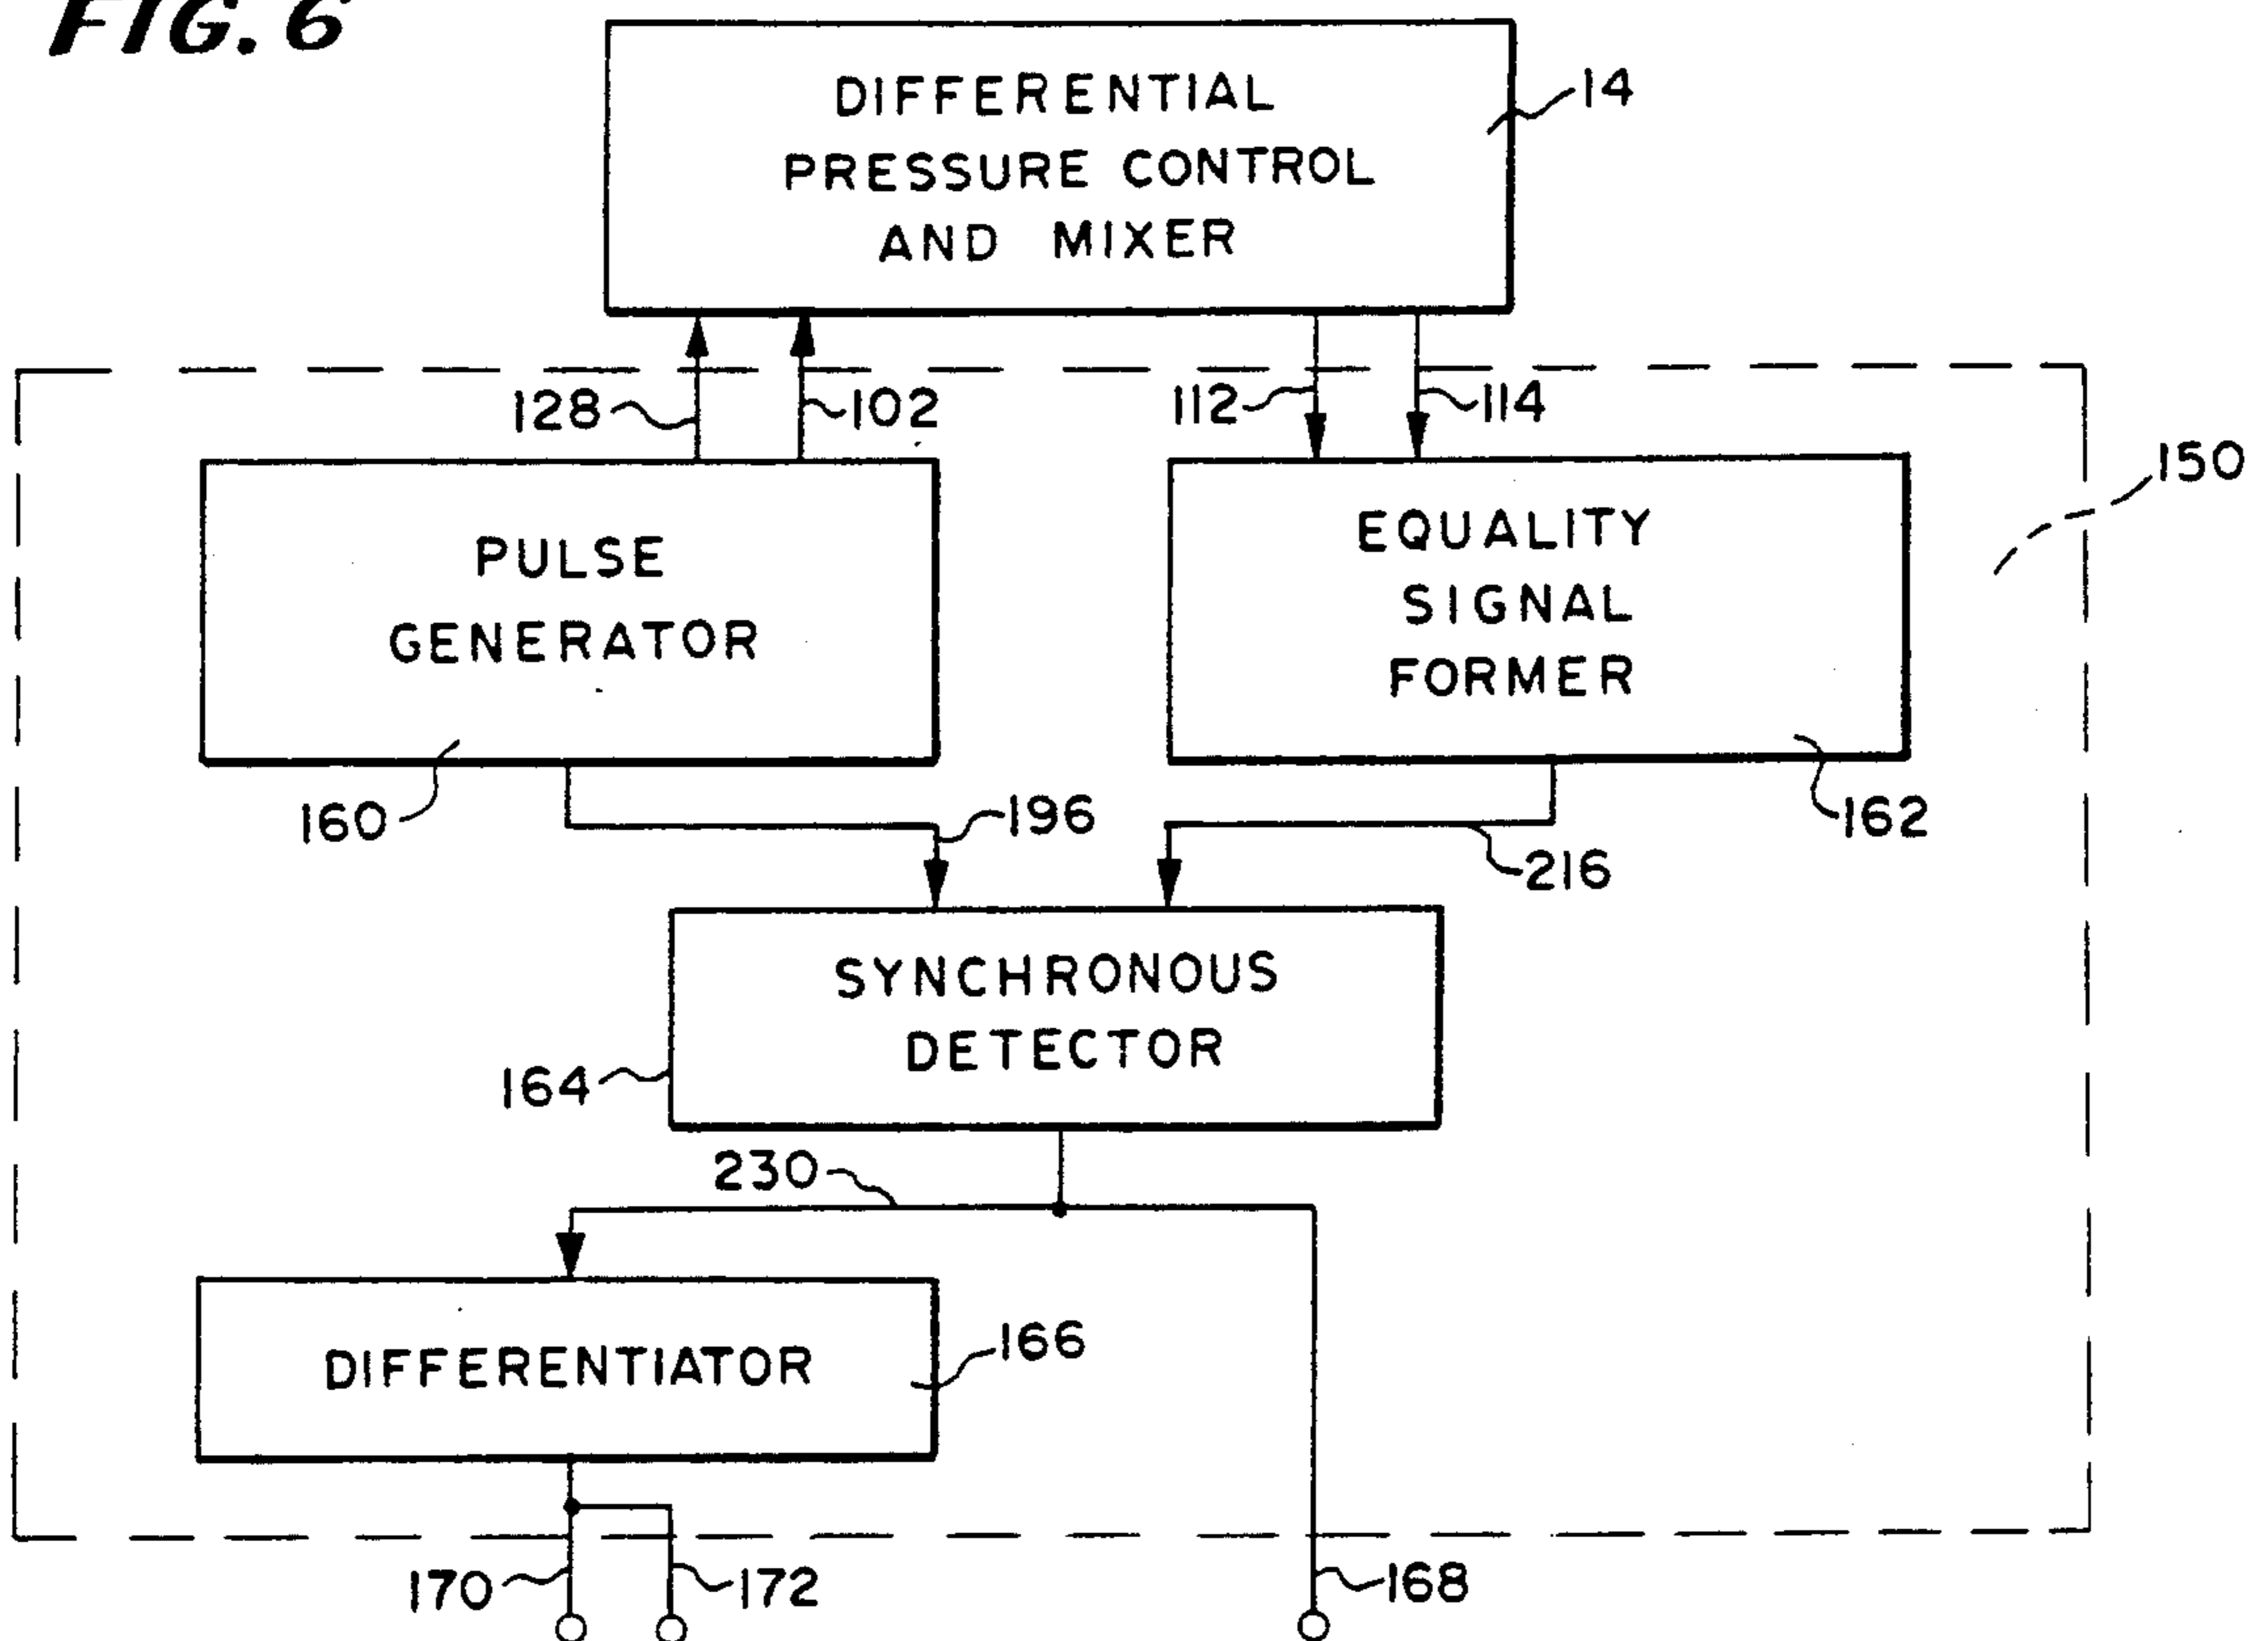 FIG. 6
DIFFERENTIAL
PRESSURE CONTROL
AND MIXER
14
128
102
112
114
150
PULSE
GENERATOR
EQUALITY
SIGNAL
FORMER
160
196
162
216
SYNCHRONOUS
DETECTOR
164
230
DIFFERENTIATOR
166
170
172
168